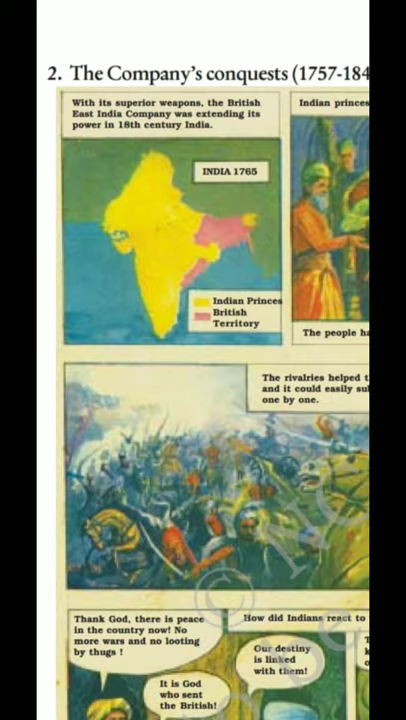 2. The Company's conquests (1757-184
With its superior weapons, the British
East India Company was extending its
power in 18th century India.
Indian princes
INDIA 1765
Indian Princes
British
Territory
The people ha
The rivalries helped t
and it could easily su
one by one.
Thank God, there is peace
in the country now! No
more wars and no looting
by thugs !
How did Indians react to
Our destiny
is linked
with them!
It is God
who sent
the British!